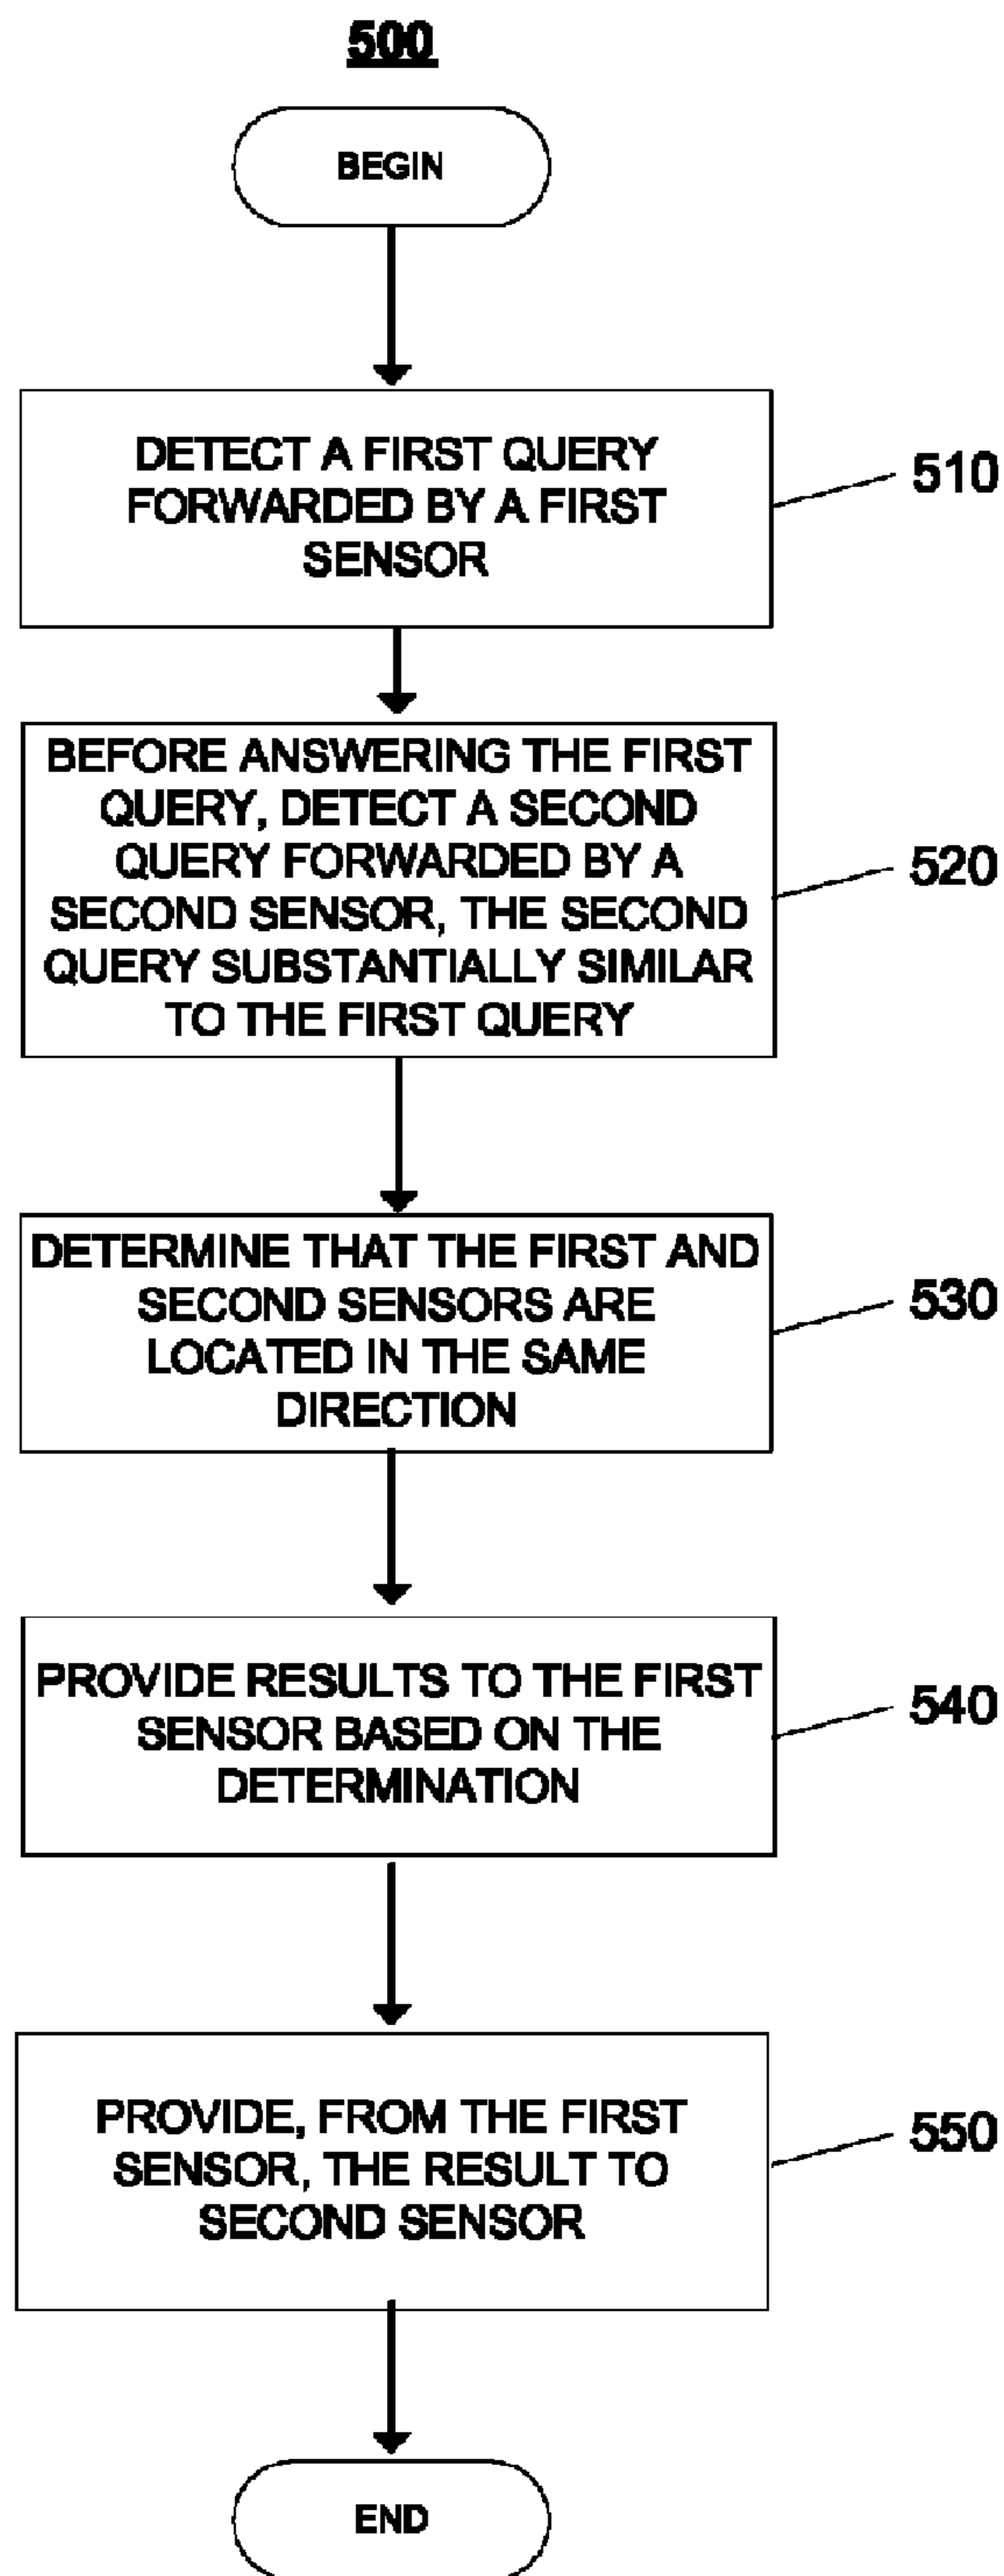 500
BEGIN
DETECT A FIRST QUERY
FORWARDED BY A FIRST
SENSOR
510
BEFORE ANSWERING THE FIRST
QUERY, DETECT A SECOND
QUERY FORWARDED BY A
SECOND SENSOR, THE SECOND
QUERY SUBSTANTIALLY SIMILAR
TO THE FIRST QUERY
520
DETERMINE THAT THE FIRST AND
SECOND SENSORS ARE
LOCATED IN THE SAME
DIRECTION
530
PROVIDE RESULTS TO THE FIRST
SENSOR BASED ON THE
DETERMINATION
540
PROVIDE, FROM THE FIRST
SENSOR, THE RESULT TO
SECOND SENSOR
550
END